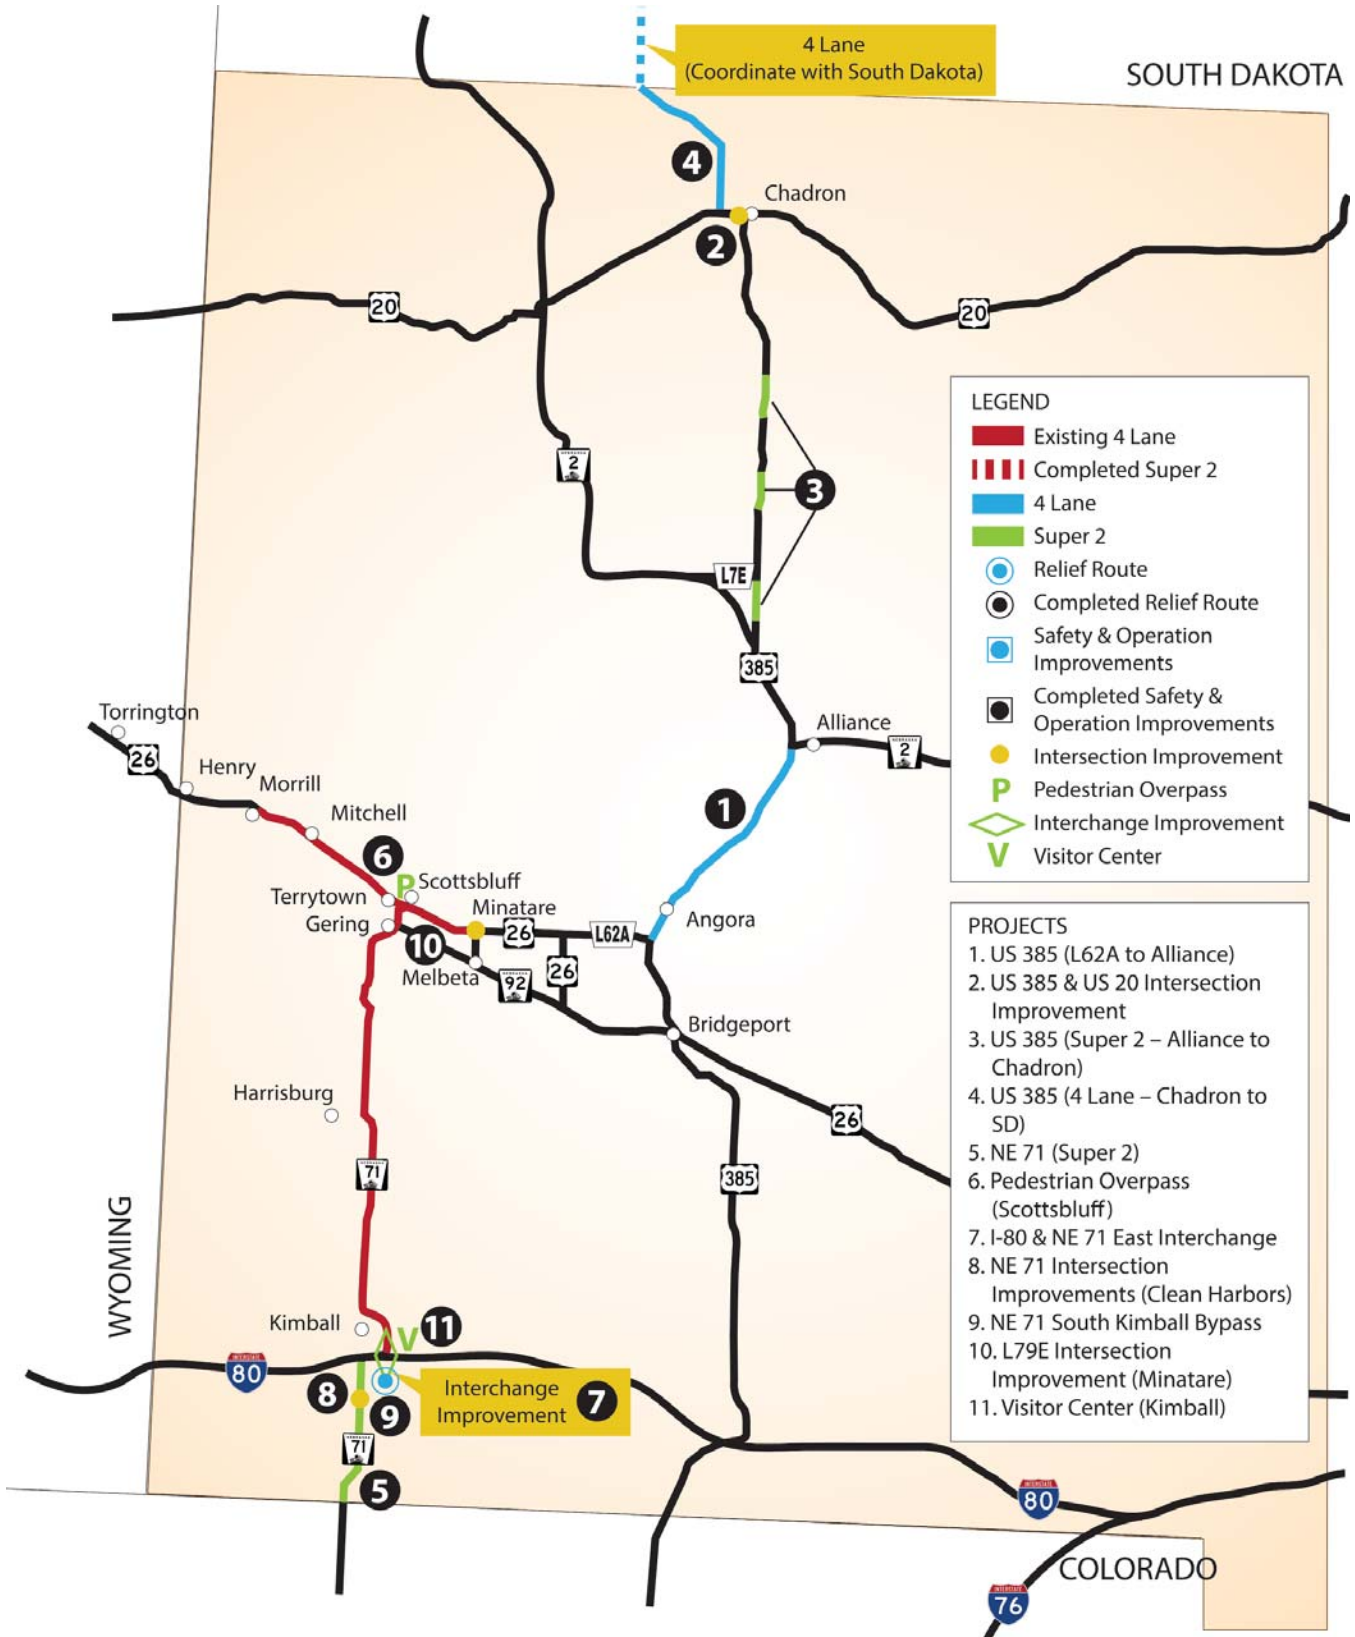 4 Lane
(Coordinate with South Dakota)
SOUTH DAKOTA
4
Chadron
2
20
20
LEGEND
Existing 4 Lane
Completed Super 2
4 Lane
Super 2
Relief Route
Completed Relief Route
Safety & Operation
Improvements
Completed Safety &
Operation Improvements
Intersection Improvement
P Pedestrian Overpass
Interchange Improvement
V Visitor Center
2
3
L7E
385
Torrington
26
Henry
Morrill
Mitchell
Alliance
2
1
6
P
Scottsbluff
Terrytown
Minatare
Gering
26
L62A
Angora
10
Melbeta
92
26
Bridgeport
Harrisburg
26
71
385
WYOMING
PROJECTS
1. US 385 (L62A to Alliance)
2. US 385 & US 20 Intersection
Improvement
3. US 385 (Super 2 – Alliance to
Chadron)
4. US 385 (4 Lane – Chadron to
SD)
5. NE 71 (Super 2)
6. Pedestrian Overpass
(Scottsbluff)
7. I-80 & NE 71 East Interchange
8. NE 71 Intersection
Improvements (Clean Harbors)
9. NE 71 South Kimball Bypass
10. L79E Intersection
Improvement (Minatare)
11. Visitor Center (Kimball)
Kimball
V
11
80
8
9
Interchange
Improvement
7
71
5
80
COLORADO
76